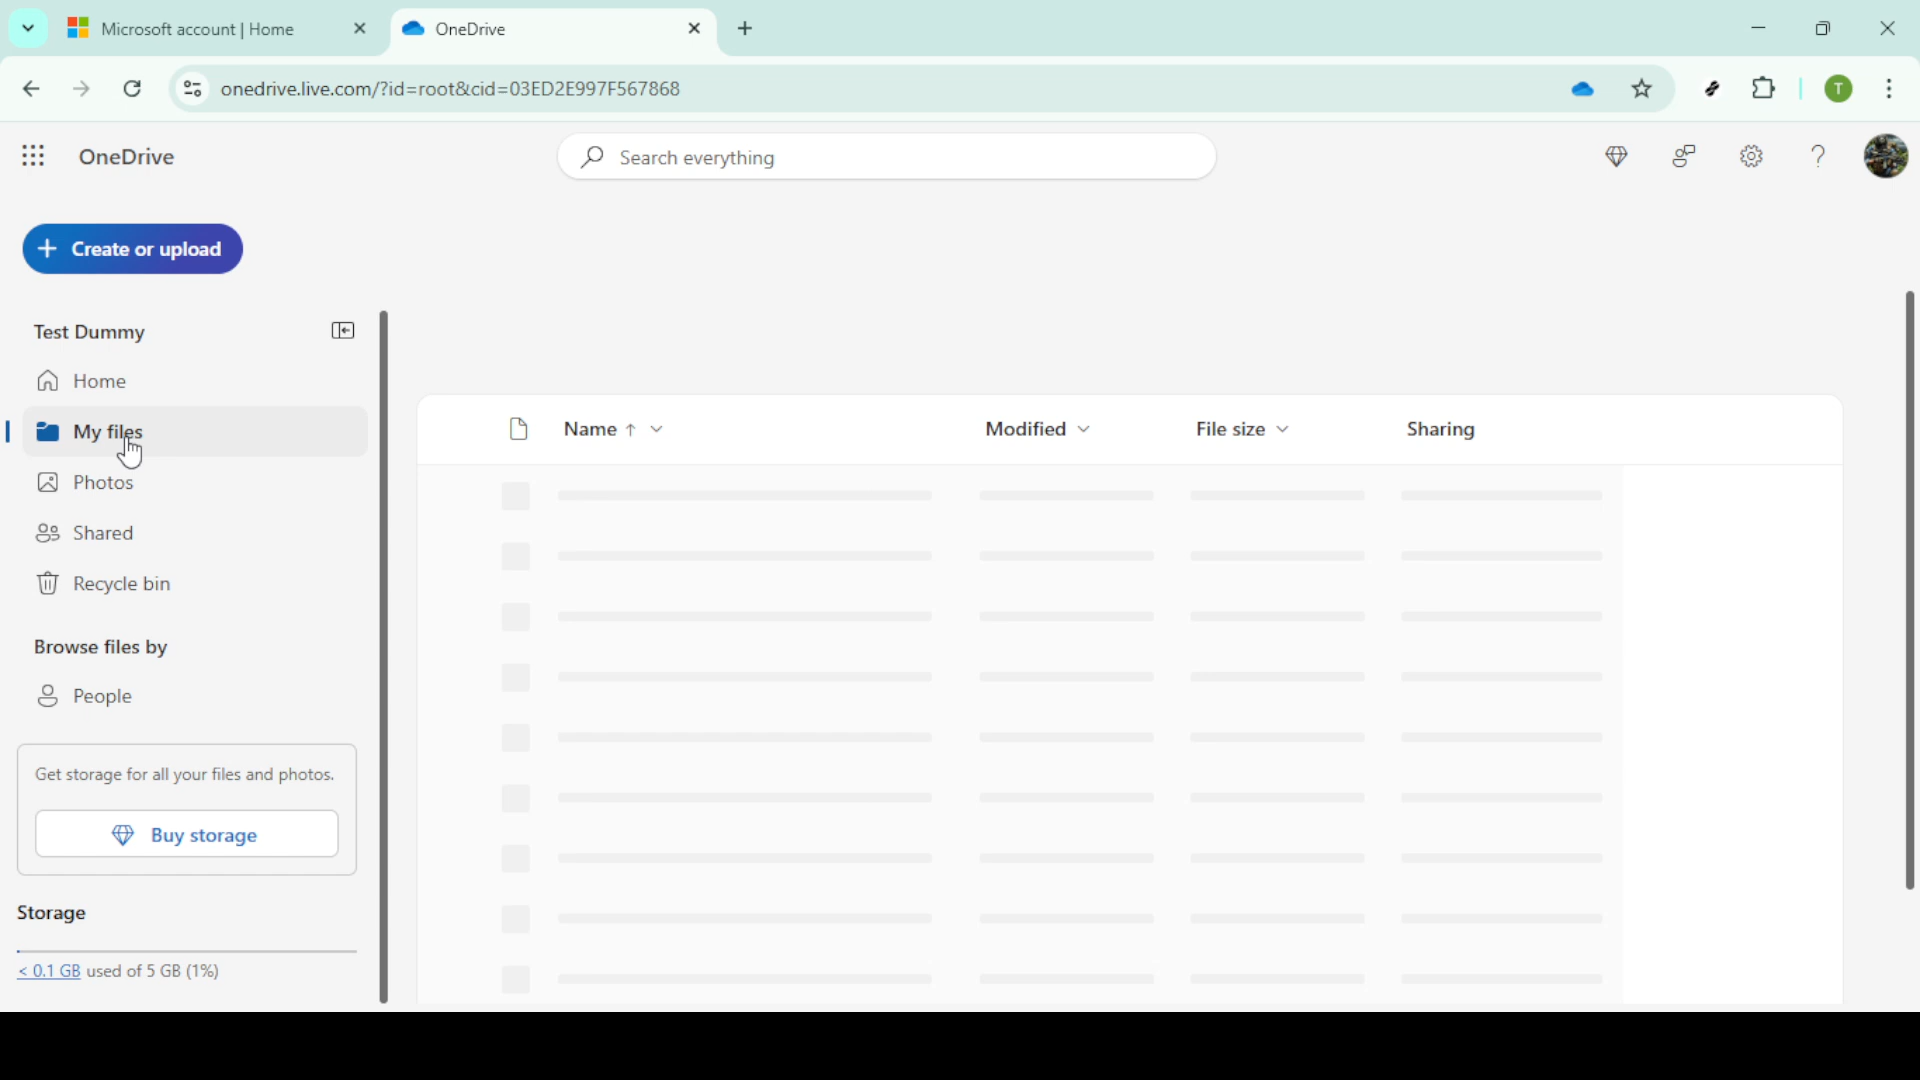 Microsoft account | Home
OneDrive
onedrive.live.com/?id=root&cid=03ED2E997F567868
T
OneDrive
Search everything
Create or upload
Test Dummy
Home
My files
Photos
Shared
Recycle bin
Browse files by
People
Get storage for all your files and photos.
Buy storage
Storage
< 0.1 GB used of 5 GB (1%)
Name
Modified
File size
Sharing